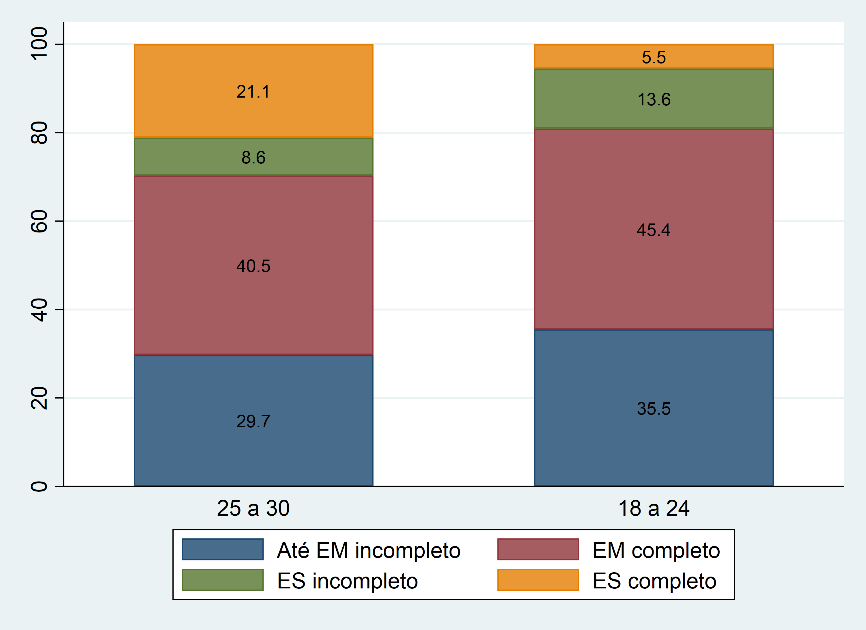 100
80
60
40
20
0
21.1
8.6
40.5
29.7
5.5
13.6
45.4
35.5
25 a 30
18 a 24
Até EM incompleto
EM completo
ES incompleto
ES completo